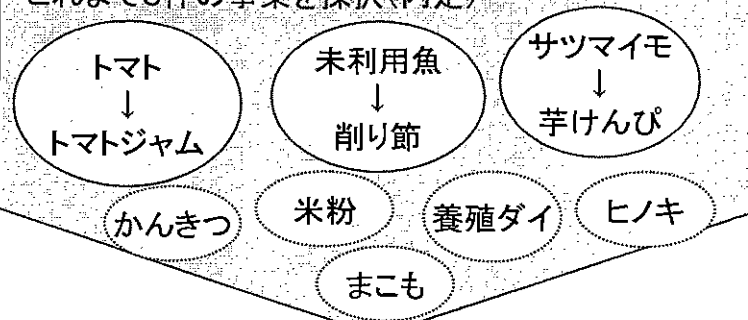 トマト
↓
トマトジャム
未利用魚
↓
削り節
サツマイモ
↓
芋けんぴ
かんきつ
米粉
養殖ダイ
ヒノキ
まこも